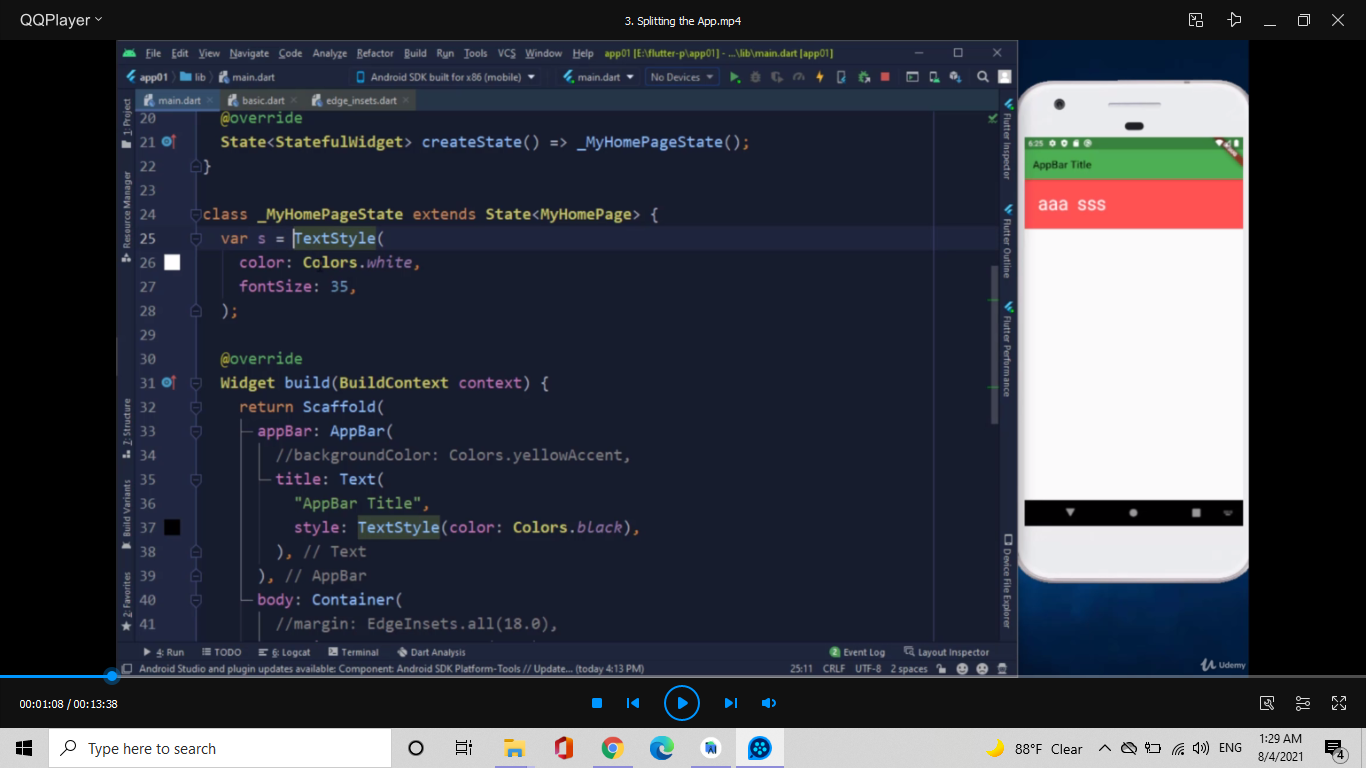 QQPlayer
3. Splitting the App.mp4
File Edit View Navigate Code Analyze Refactor Build Run Tools VCS Window Help app01 [E:\flutter-p\app01] - ...\lib\main.dart [app01]
app01 lib main.dart Android SDK built for x86 (mobile) main.dart No Devices
main.dart basic.dart edge_insets.dart
1: Project
Resource Manager
7: Structure
Build Variants
2: Favorites
20 @override
21 State<StatefulWidget> createState() => _MyHomePageState();
22 }
23
24 class _MyHomePageState extends State<MyHomePage> {
25 var s = TextStyle(
26 color: Colors.white,
27 fontSize: 35,
28 );
29
30 @override
31 Widget build(BuildContext context) {
32 return Scaffold(
33 appBar: AppBar(
34 //backgroundColor: Colors.yellowAccent,
35 title: Text(
36 "AppBar Title",
37 style: TextStyle(color: Colors.black),
38 ), // Text
39 ), // AppBar
40 body: Container(
41 //margin: EdgeInsets.all(18.0),
Flutter Inspector
Flutter Outline
Flutter Performance
Device File Explorer
4: Run TODO 6: Logcat Terminal Dart Analysis 2 Event Log Layout Inspector
Android Studio and plugin updates available: Component: Android SDK Platform-Tools // Update... (today 4:13 PM) 25:11 CRLF UTF-8 2 spaces
6:25
AppBar Title
aaa sss
Udemy
00:01:08 / 00:13:38
Type here to search
88°F Clear
ENG
1:29 AM
8/4/2021
4